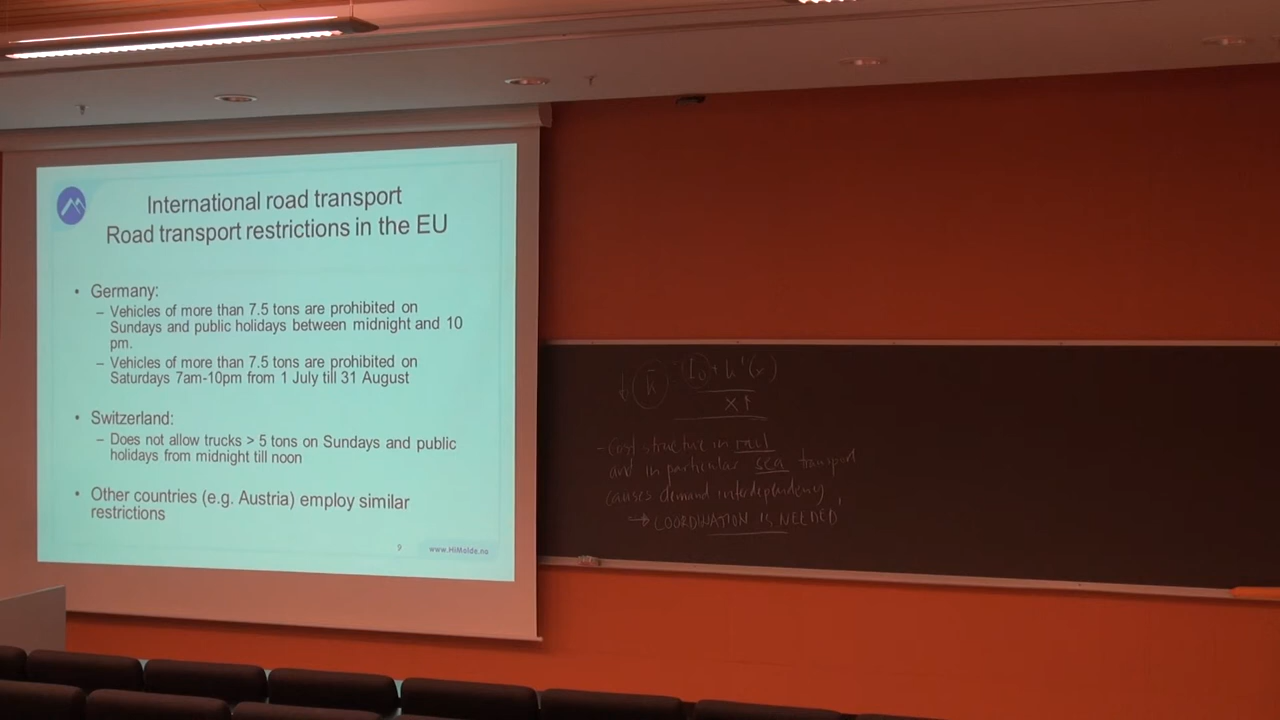 International road transport
Road transport restrictions in the EU
• Germany:
– Vehicles of more than 7.5 tons are prohibited on
Sundays and public holidays between midnight and 10
pm.
– Vehicles of more than 7.5 tons are prohibited on
Saturdays 7am-10pm from 1 July till 31 August
• Switzerland:
– Does not allow trucks > 5 tons on Sundays and public
holidays from midnight till noon
• Other countries (e.g. Austria) employ similar
restrictions
9
www.HiMolde.no
- Cost structure in rail
and in particular sea transport
causes demand interdependency
⇒ COORDINATION IS NEEDED